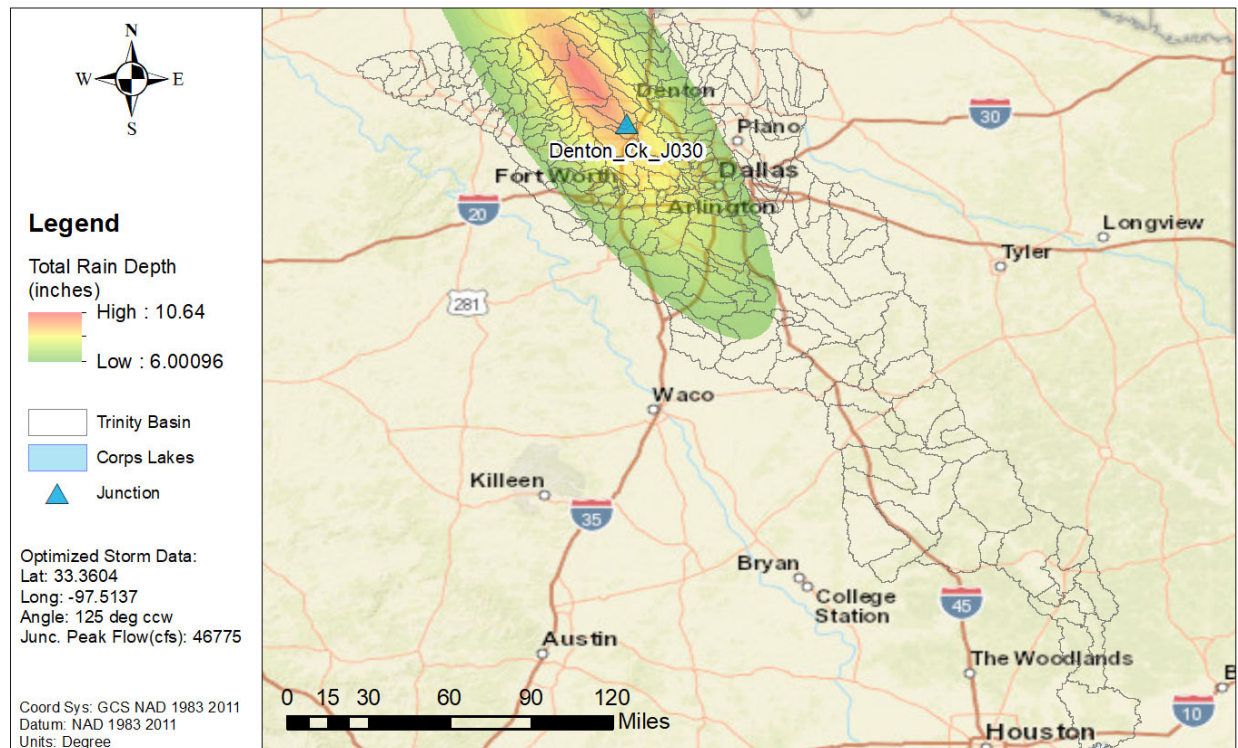 N
W
E
S
Legend
Total Rain Depth
(inches)
High : 10.64
Low : 6.00096
Trinity Basin
Corps Lakes
Junction
Optimized Storm Data:
Lat: 33.3604
Long: -97.5137
Angle: 125 deg ccw
Junc. Peak Flow(cfs): 46775
Coord Sys: GCS NAD 1983 2011
Datum: NAD 1983 2011
Units: Degree
Denton
30
Plano
Denton_Ck_J030
Dallas
Fort Worth
20
Arlington
Longview
Tyler
281
Waco
Killeen
35
Bryan
College
Station
45
Austin
The Woodlands
B
10
Houston
0 15 30 60 90 120
Miles